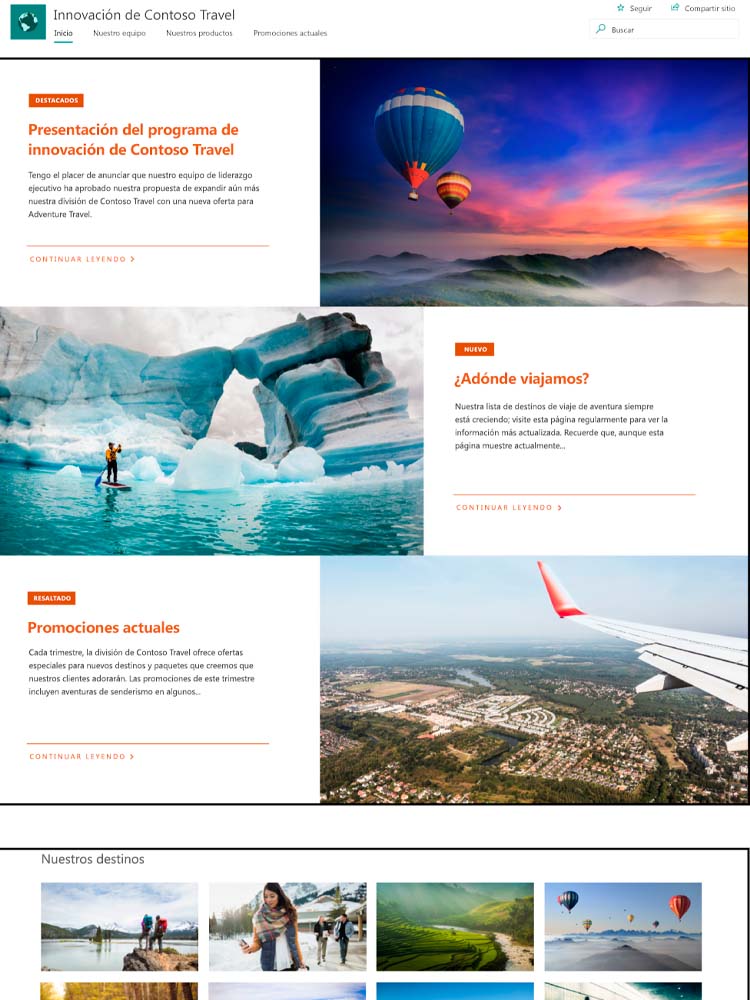 Innovación de Contoso Travel
Seguir
Compartir sitio
Inicio
Nuestro equipo
Nuestros productos
Promociones actuales
Buscar
DESTACADOS
Presentación del programa de
innovación de Contoso Travel
Tengo el placer de anunciar que nuestro equipo de liderazgo
ejecutivo ha aprobado nuestra propuesta de expandir aún más
nuestra división de Contoso Travel con una nueva oferta para
Adventure Travel.
CONTINUAR LEYENDO
NUEVO
¿Adónde viajamos?
Nuestra lista de destinos de viaje de aventura siempre
está creciendo; visite esta página regularmente para ver la
información más actualizada. Recuerde que, aunque esta
página muestre actualmente...
CONTINUAR LEYENDO
RESALTADO
Promociones actuales
Cada trimestre, la división de Contoso Travel ofrece ofertas
especiales para nuevos destinos y paquetes que creemos que
nuestros clientes adorarán. Las promociones de este trimestre
incluyen aventuras de senderismo en algunos...
CONTINUAR LEYENDO
Nuestros destinos